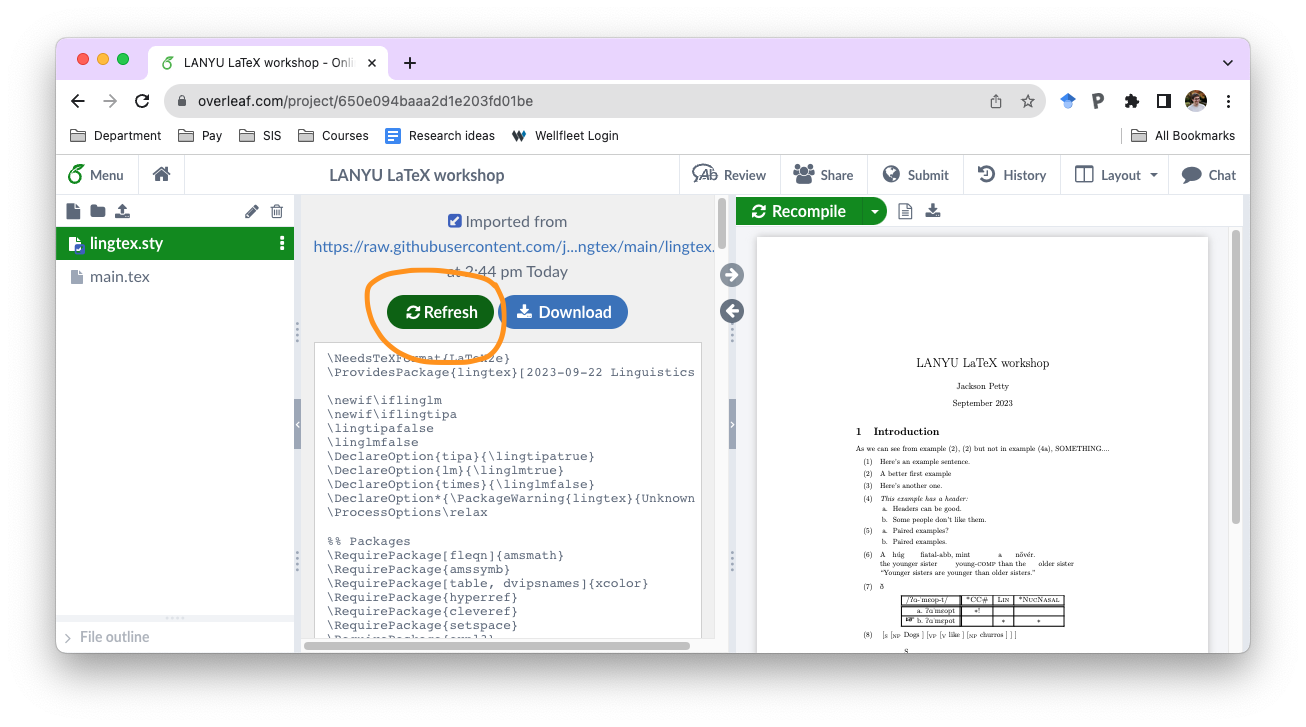 LANYU LaTeX workshop - Onli
overleaf.com/project/650e094baaa2d1e203fd01be
Department Pay SIS Courses Research ideas Wellfleet Login All Bookmarks
Menu LANYU LaTeX workshop Review Share Submit History Layout Chat
lingtex.sty
main.tex
File outline
Imported from
https://raw.githubusercontent.com/j...ngtex/main/lingtex.
at 2:44 pm Today
Refresh Download
\NeedsTeXFormat{LaTeX2e}
\ProvidesPackage{lingtex}[2023-09-22 Linguistics
\newif\iflinglm
\newif\iflingtipa
\lingtipafalse
\linglmfalse
\DeclareOption{tipa}{\lingtipatrue}
\DeclareOption{lm}{\linglmtrue}
\DeclareOption{times}{\linglmfalse}
\DeclareOption*{\PackageWarning{lingtex}{Unknown
\ProcessOptions\relax
%% Packages
\RequirePackage[fleqn]{amsmath}
\RequirePackage{amssymb}
\RequirePackage[table, dvipsnames]{xcolor}
\RequirePackage{hyperref}
\RequirePackage{cleveref}
\RequirePackage{setspace}
Recompile
LANYU LaTeX workshop
Jackson Petty
September 2023
1 Introduction
As we can see from example (2), (2) but not in example (4a), SOMETHING....
(1) Here's an example sentence.
(2) A better first example
(3) Here's another one.
(4) This example has a header:
a. Headers can be good.
b. Some people don't like them.
(5) a. Paired examples?
b. Paired examples.
(6) A húg fiatal-abb, mint a nővér.
the younger sister young-COMP than the older sister
"Younger sisters are younger than older sisters."
(7) ð
*CC# LIN *NUCNASAL
a. *!
☞ b. * *
(8) [S [NP Dogs ] [VP [V like ] [NP churros ] ] ]
S